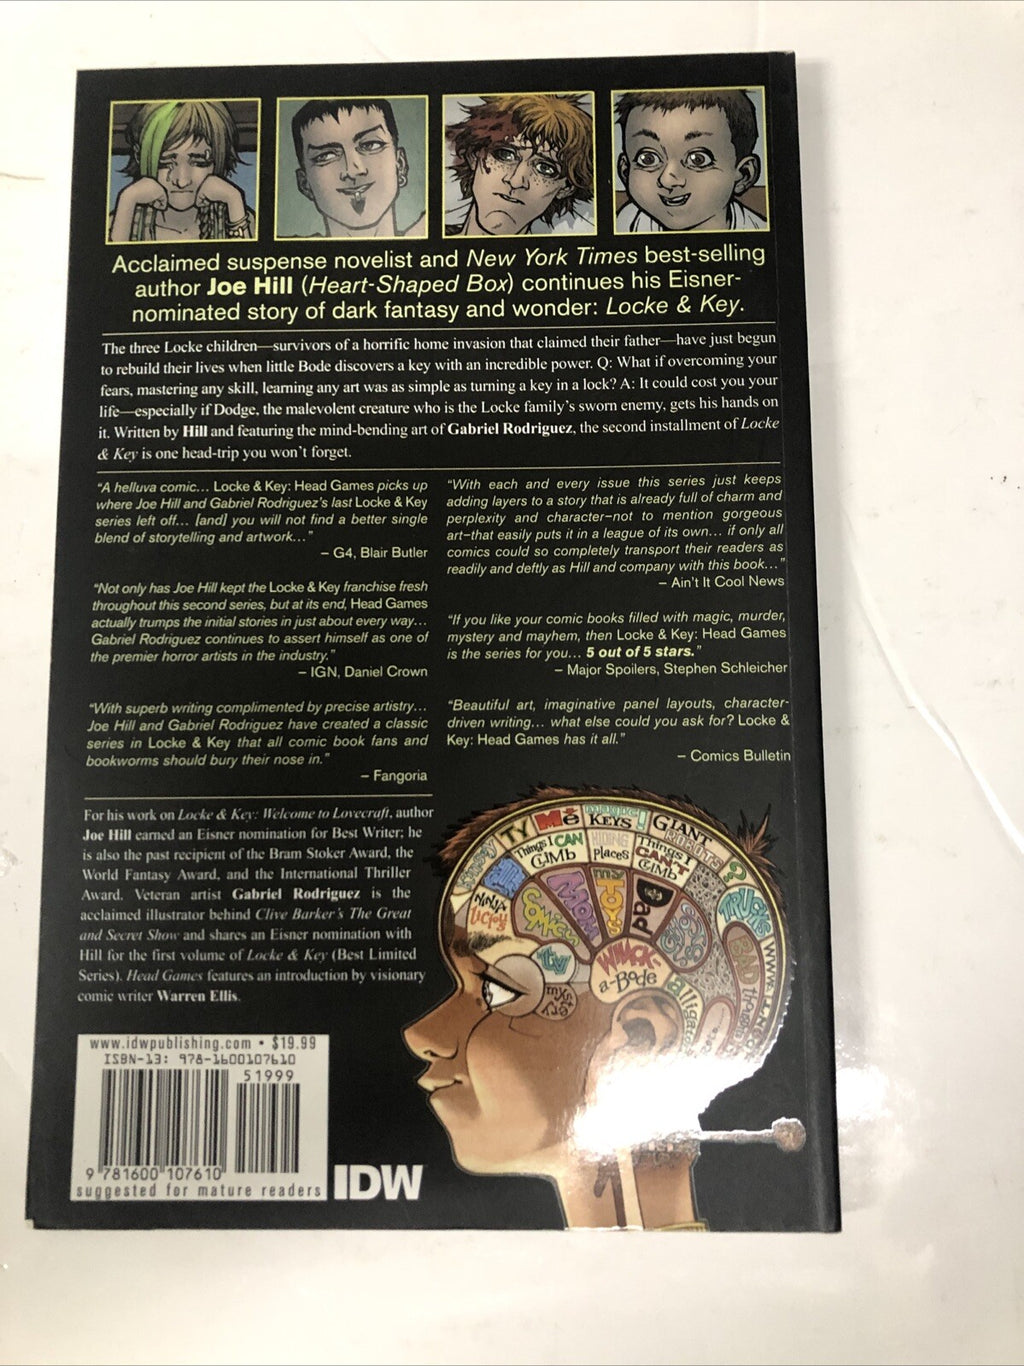 Acclaimed suspense novelist and New York Times best-selling
author Joe Hill (Heart-Shaped Box) continues his Eisner-
nominated story of dark fantasy and wonder: Locke & Key.
The three Locke children—survivors of a horrific home invasion that claimed their father—have just begun
to rebuild their lives when little Bode discovers a key with an incredible power. Q: What if overcoming your
fears, mastering any skill, learning any art was as simple as turning a key in a lock? A: It could cost you your
life—especially if Dodge, the malevolent creature who is the Locke family's sworn enemy, gets his hands on
it. Written by Hill and featuring the mind-bending art of Gabriel Rodriguez, the second installment of Locke
& Key is one head-trip you won't forget.
"A helluva comic... Locke & Key: Head Games picks up
where Joe Hill and Gabriel Rodriguez's last Locke & Key
series left off... [and] you will not find a better single
blend of storytelling and artwork..."
– G4, Blair Butler
"Not only has Joe Hill kept the Locke & Key franchise fresh
throughout this second series, but at its end, Head Games
actually trumps the initial stories in just about every way...
Gabriel Rodriguez continues to assert himself as one of
the premier horror artists in the industry."
– IGN, Daniel Crown
"With superb writing complimented by precise artistry...
Joe Hill and Gabriel Rodriguez have created a classic
series in Locke & Key that all comic book fans and
bookworms should bury their nose in."
– Fangoria
"With each and every issue this series just keeps
adding layers to a story that is already full of charm and
perplexity and character–not to mention gorgeous
art–that easily puts it in a league of its own... if only all
comics could so completely transport their readers as
readily and deftly as Hill and company with this book..."
– Ain't It Cool News
"If you like your comic books filled with magic, murder,
mystery and mayhem, then Locke & Key: Head Games
is the series for you... 5 out of 5 stars."
– Major Spoilers, Stephen Schleicher
"Beautiful art, imaginative panel layouts, character-
driven writing... what else could you ask for? Locke &
Key: Head Games has it all."
– Comics Bulletin
For his work on Locke & Key: Welcome to Lovecraft, author
Joe Hill earned an Eisner nomination for Best Writer; he
is also the past recipient of the Bram Stoker Award, the
World Fantasy Award, and the International Thriller
Award. Veteran artist Gabriel Rodriguez is the
acclaimed illustrator behind Clive Barker's The Great
and Secret Show and shares an Eisner nomination with
Hill for the first volume of Locke & Key (Best Limited
Series). Head Games features an introduction by visionary
comic writer Warren Ellis.
TY
Me
magic!
KEYS
GIANT
ROBOTS
?
Things I CAN
CLiMb
HIDING
places
Things I
CAN'T
CLiMb
TRUCKS
NiNJA
COMiCS
MOM
my
TOYS
Dad
BAD thoughts
tv
WHACK-
a-Bode
alligators
mystery
www.idwpublishing.com • $19.99
ISBN-13: 978-1600107610
51999
9 781600 107610
suggested for mature readers
IDW